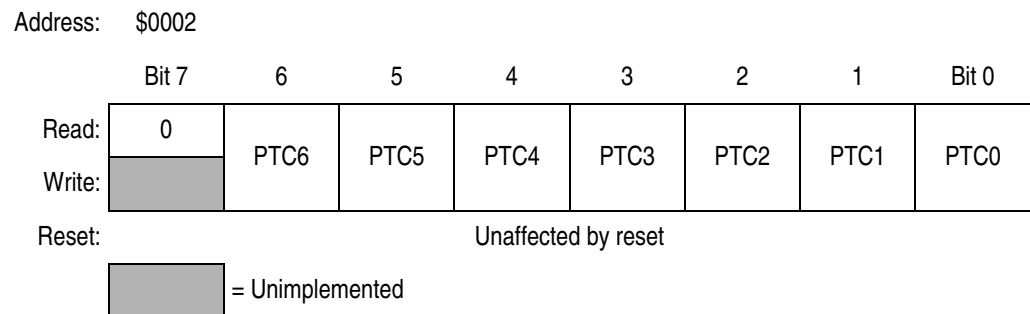 Address: $0002
Bit 7 6 5 4 3 2 1 Bit 0
Read: 0 PTC6 PTC5 PTC4 PTC3 PTC2 PTC1 PTC0
Write:
Reset: Unaffected by reset
= Unimplemented